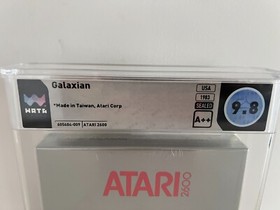 WATA
Galaxian
*Made in Taiwan, Atari Corp.
USA
1983
SEALED
A++
9.8
ATARI 2600
ATARI 2600